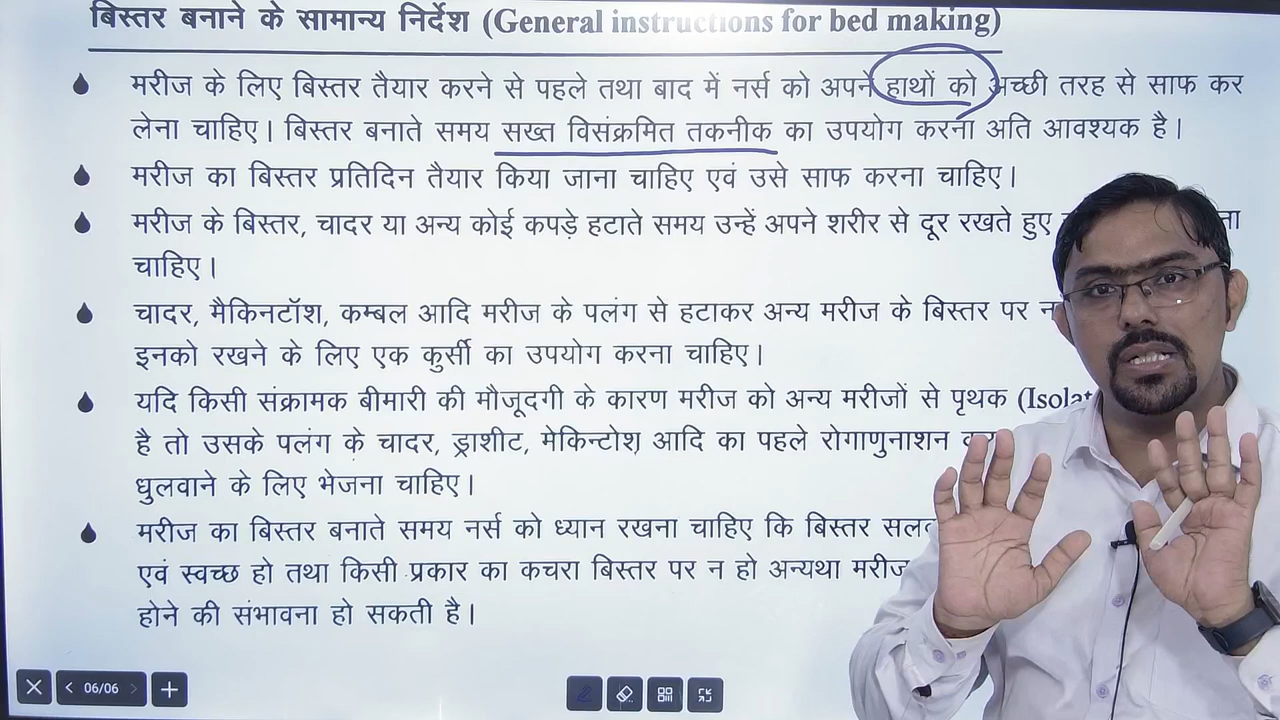 बिस्तर बनाने के सामान्य निर्देश (General instructions for bed making)
मरीज के लिए बिस्तर तैयार करने से पहले तथा बाद में नर्स को अपने हाथों को अच्छी तरह से साफ कर
लेना चाहिए। बिस्तर बनाते समय सख्त विसंक्रमित तकनीक का उपयोग करना अति आवश्यक है।
मरीज का बिस्तर प्रतिदिन तैयार किया जाना चाहिए एवं उसे साफ करना चाहिए।
मरीज के बिस्तर, चादर या अन्य कोई कपड़े हटाते समय उन्हें अपने शरीर से दूर रखते हुए
चाहिए।
चादर, मैकिनटॉश, कम्बल आदि मरीज के पलंग से हटाकर अन्य मरीज के बिस्तर पर
इनको रखने के लिए एक कुर्सी का उपयोग करना चाहिए।
यदि किसी संक्रामक बीमारी की मौजूदगी के कारण मरीज को अन्य मरीजों से पृथक
है तो उसके पलंग के चादर, ड्राशीट, मेकिन्टोश आदि का पहले रोगाणुनाशन
धुलवाने के लिए भेजना चाहिए।
मरीज का बिस्तर बनाते समय नर्स को ध्यान रखना चाहिए कि बिस्तर
एवं स्वच्छ हो तथा किसी प्रकार का कचरा बिस्तर पर न हो अन्यथा मरीज
होने की संभावना हो सकती है।
06/06